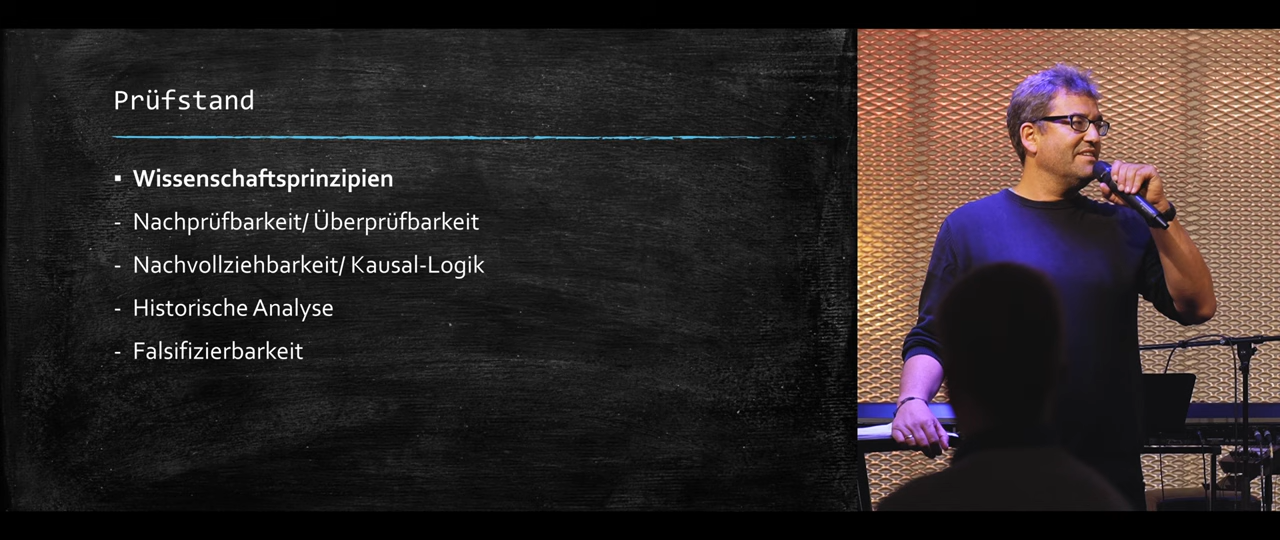 Prüfstand
▪ Wissenschaftsprinzipien
- Nachprüfbarkeit/ Überprüfbarkeit
- Nachvollziehbarkeit/ Kausal-Logik
- Historische Analyse
- Falsifizierbarkeit